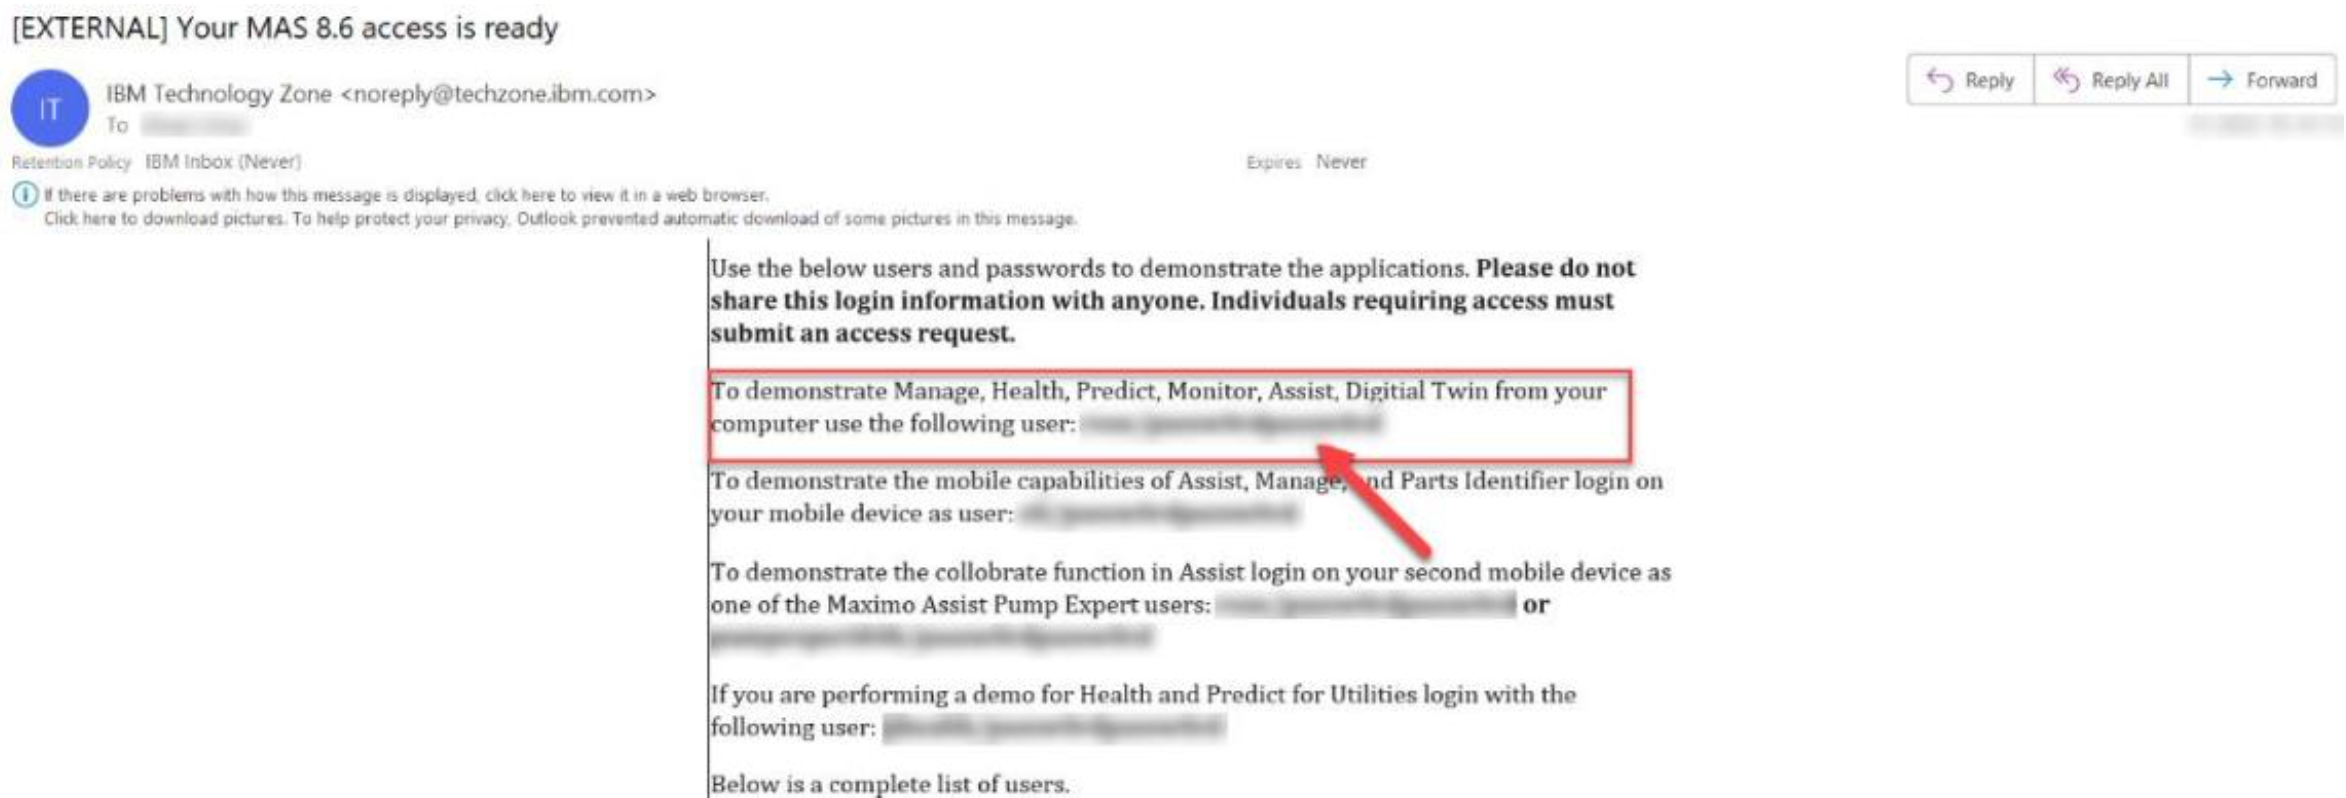 [EXTERNAL] Your MAS 8.6 access is ready
IT
IBM Technology Zone <noreply@techzone.ibm.com>
To
Reply
Reply All
Forward
Retention Policy IBM Inbox (Never)
Expires Never
If there are problems with how this message is displayed, click here to view it in a web browser.
Click here to download pictures. To help protect your privacy, Outlook prevented automatic download of some pictures in this message.
Use the below users and passwords to demonstrate the applications. Please do not
share this login information with anyone. Individuals requiring access must
submit an access request.
To demonstrate Manage, Health, Predict, Monitor, Assist, Digitial Twin from your
computer use the following user:
To demonstrate the mobile capabilities of Assist, Manage, nd Parts Identifier login on
your mobile device as user:
To demonstrate the collobrate function in Assist login on your second mobile device as
one of the Maximo Assist Pump Expert users: or
If you are performing a demo for Health and Predict for Utilities login with the
following user:
Below is a complete list of users.